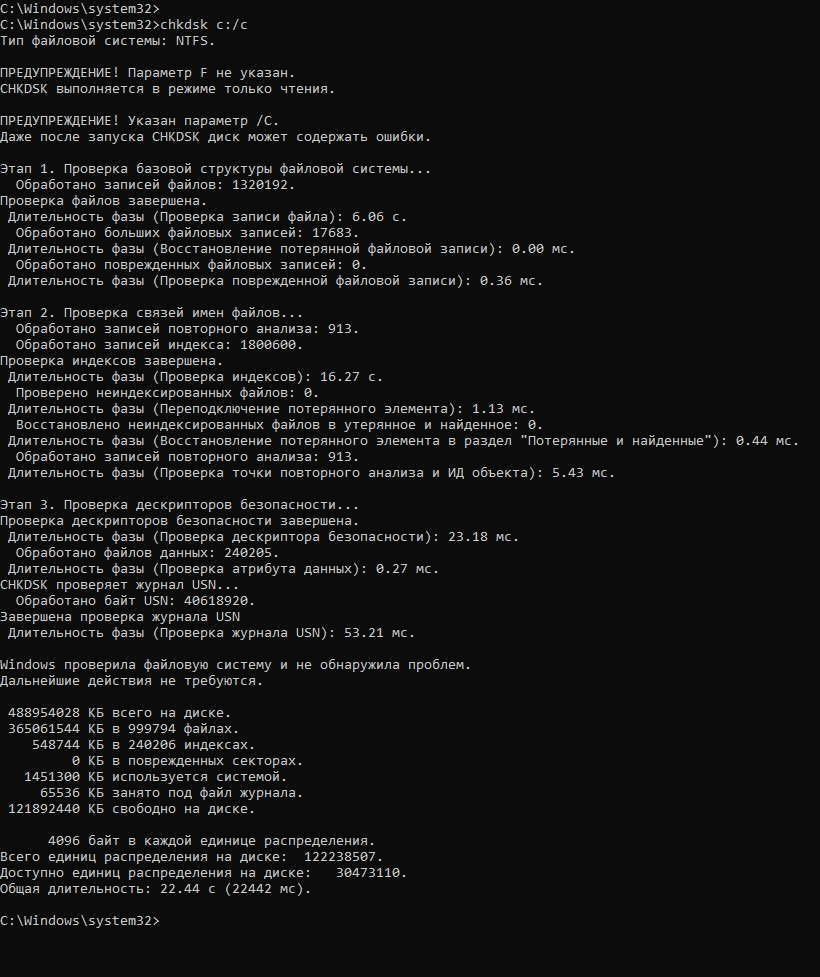 C:\Windows\system32>
C:\Windows\system32>chkdsk c:/c
Тип файловой системы: NTFS.
ПРЕДУПРЕЖДЕНИЕ! Параметр F не указан.
CHKDSK выполняется в режиме только чтения.
ПРЕДУПРЕЖДЕНИЕ! Указан параметр /C.
Даже после запуска CHKDSK диск может содержать ошибки.
Этап 1. Проверка базовой структуры файловой системы...
Обработано записей файлов: 1320192.
Проверка файлов завершена.
Длительность фазы (Проверка записи файла): 6.06 с.
Обработано больших файловых записей: 17683.
Длительность фазы (Восстановление потерянной файловой записи): 0.00 мс.
Обработано поврежденных файловых записей: 0.
Длительность фазы (Проверка поврежденной файловой записи): 0.36 мс.
Этап 2. Проверка связей имен файлов...
Обработано записей повторного анализа: 913.
Обработано записей индекса: 1800600.
Проверка индексов завершена.
Длительность фазы (Проверка индексов): 16.27 с.
Проверено неиндексированных файлов: 0.
Длительность фазы (Переподключение потерянного элемента): 1.13 мс.
Восстановлено неиндексированных файлов в утерянное и найденное: 0.
Длительность фазы (Восстановление потерянного элемента в раздел "Потерянные и найденные"): 0.44 мс.
Обработано записей повторного анализа: 913.
Длительность фазы (Проверка точки повторного анализа и ИД объекта): 5.43 мс.
Этап 3. Проверка дескрипторов безопасности...
Проверка дескрипторов безопасности завершена.
Длительность фазы (Проверка дескриптора безопасности): 23.18 мс.
Обработано файлов данных: 240205.
Длительность фазы (Проверка атрибута данных): 0.27 мс.
CHKDSK проверяет журнал USN...
Обработано байт USN: 40618920.
Завершена проверка журнала USN
Длительность фазы (Проверка журнала USN): 53.21 мс.
Windows проверила файловую систему и не обнаружила проблем.
Дальнейшие действия не требуются.
488954028 КБ всего на диске.
365061544 КБ в 999794 файлах.
548744 КБ в 240206 индексах.
0 КБ в поврежденных секторах.
1451300 КБ используется системой.
65536 КБ занято под файл журнала.
121892440 КБ свободно на диске.
4096 байт в каждой единице распределения.
Всего единиц распределения на диске: 122238507.
Доступно единиц распределения на диске: 30473110.
Общая длительность: 22.44 с (22442 мс).
C:\Windows\system32>